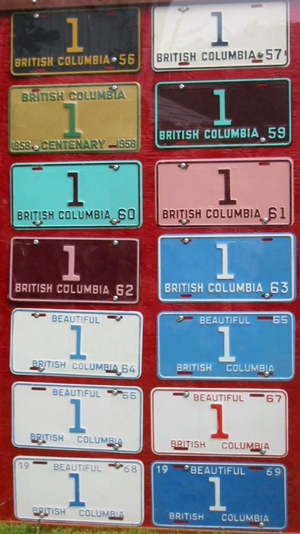 1
BRITISH COLUMBIA 56
1
BRITISH COLUMBIA 57
BRITISH COLUMBIA
1
1858 CENTENARY 1958
1
BRITISH COLUMBIA 59
1
BRITISH COLUMBIA 60
1
BRITISH COLUMBIA 61
1
BRITISH COLUMBIA 62
1
BRITISH COLUMBIA 63
BEAUTIFUL
1
BRITISH COLUMBIA 64
BEAUTIFUL 65
1
BRITISH COLUMBIA
BEAUTIFUL 66
1
BRITISH COLUMBIA
BEAUTIFUL 67
1
BRITISH COLUMBIA
19 BEAUTIFUL 68
1
BRITISH COLUMBIA
19 BEAUTIFUL 69
1
BRITISH COLUMBIA